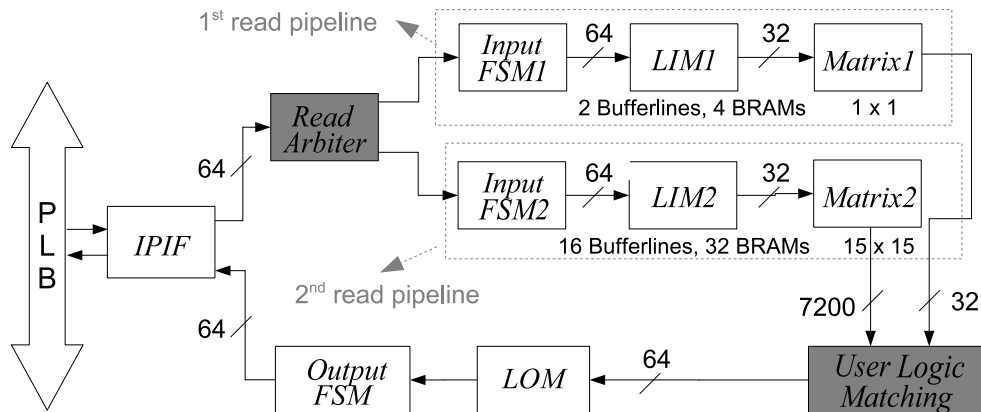 1st read pipeline
Input
FSM1
64
LIM1
32
Matrix1
2 Bufferlines, 4 BRAMs
1 x 1
Read
Arbiter
64
Input
FSM2
64
LIM2
32
Matrix2
16 Bufferlines, 32 BRAMs
15 x 15
P
L
B
IPIF
2nd read pipeline
7200
32
64
Output
FSM
LOM
64
User Logic
Matching